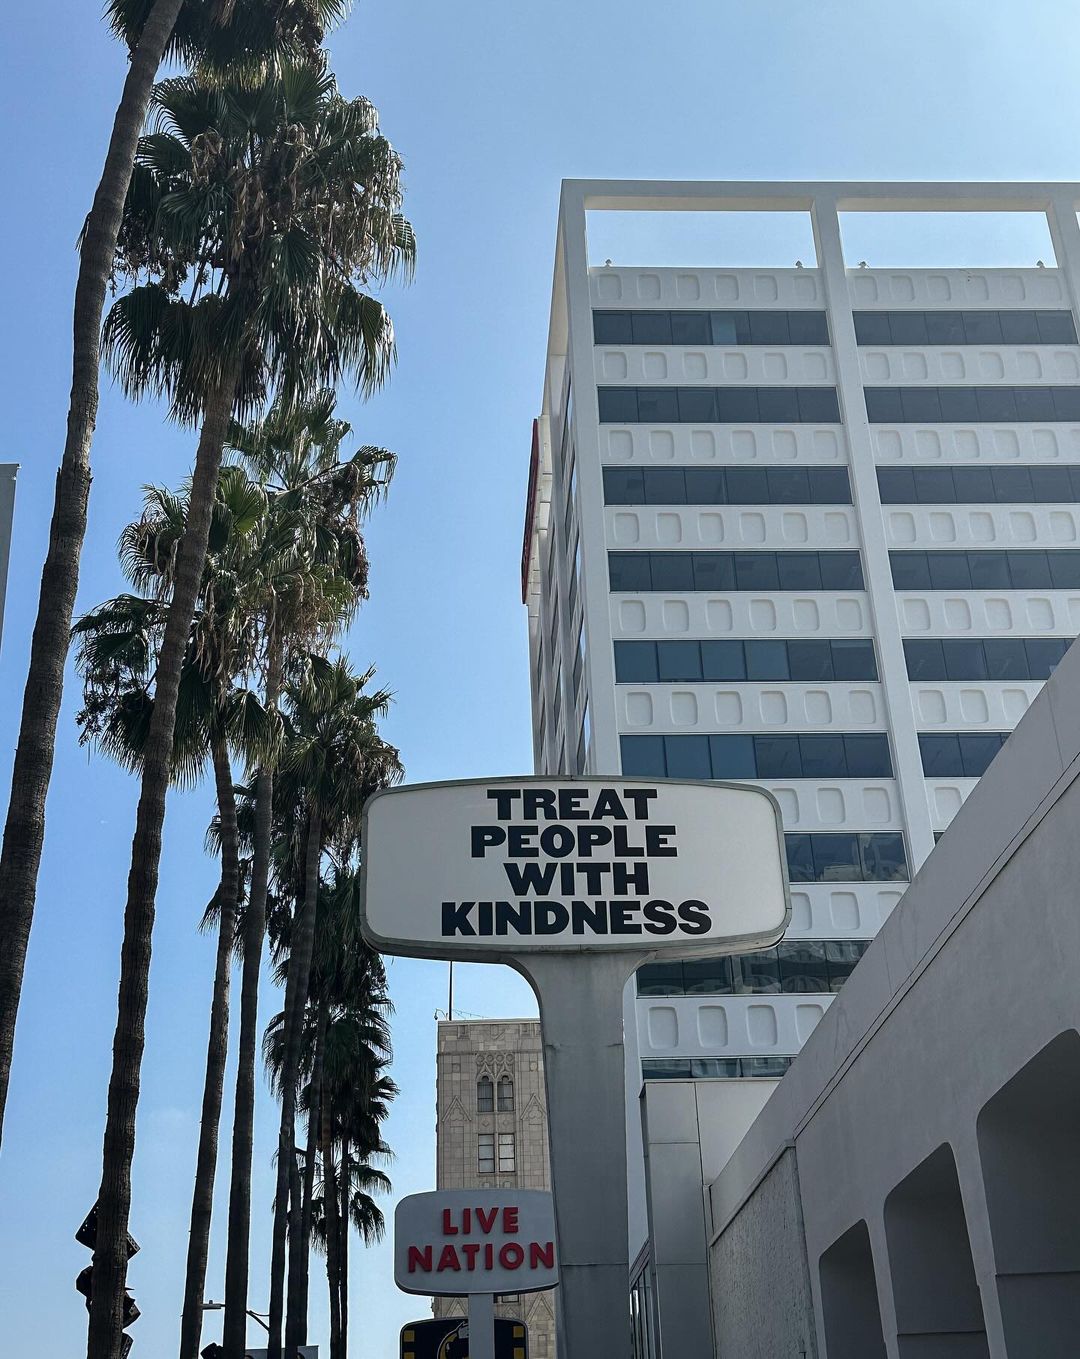 TREAT
PEOPLE
WITH
KINDNESS
LIVE
NATION